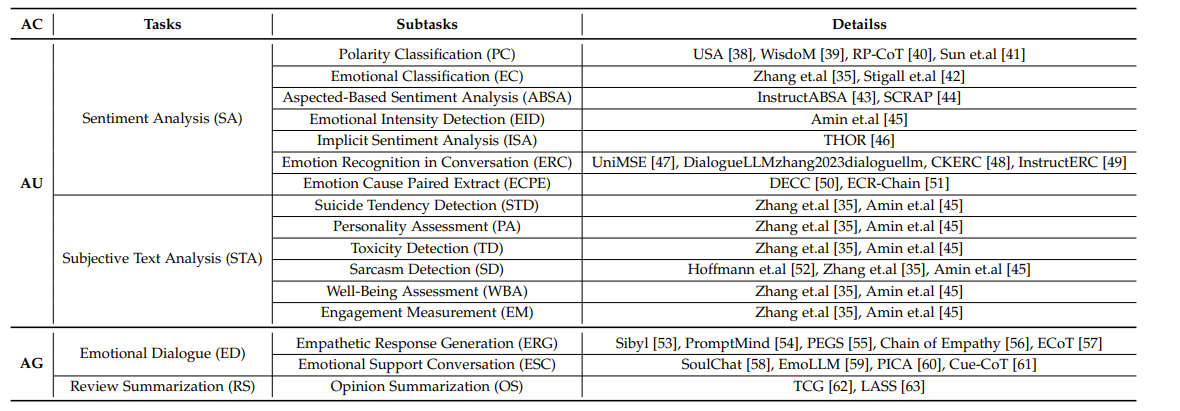 AC Tasks Subtasks Detailss
Polarity Classification (PC) USA [38], WisdoM [39], RP-CoT [40], Sun et.al [41]
Emotional Classification (EC) Zhang et.al [35], Stigall et.al [42]
Aspected-Based Sentiment Analysis (ABSA) InstructABSA [43], SCRAP [44]
Sentiment Analysis (SA) Emotional Intensity Detection (EID) Amin et.al [45]
Implicit Sentiment Analysis (ISA) THOR [46]
Emotion Recognition in Conversation (ERC) UniMSE [47], DialogueLLMzhang2023dialoguellm, CKERC [48], InstructERC [49]
AU Emotion Cause Paired Extract (ECPE) DECC [50], ECR-Chain [51]
Suicide Tendency Detection (STD) Zhang et.al [35], Amin et.al [45]
Personality Assessment (PA) Zhang et.al [35], Amin et.al [45]
Subjective Text Analysis (STA) Toxicity Detection (TD) Zhang et.al [35], Amin et.al [45]
Sarcasm Detection (SD) Hoffmann et.al [52], Zhang et.al [35], Amin et.al [45]
Well-Being Assessment (WBA) Zhang et.al [35], Amin et.al [45]
Engagement Measurement (EM) Zhang et.al [35], Amin et.al [45]
Emotional Dialogue (ED) Empathetic Response Generation (ERG) Sibyl [53], PromptMind [54], PEGS [55], Chain of Empathy [56], ECoT [57]
AG Emotional Support Conversation (ESC) SoulChat [58], EmoLLM [59], PICA [60], Cue-CoT [61]
Review Summarization (RS) Opinion Summarization (OS) TCG [62], LASS [63]